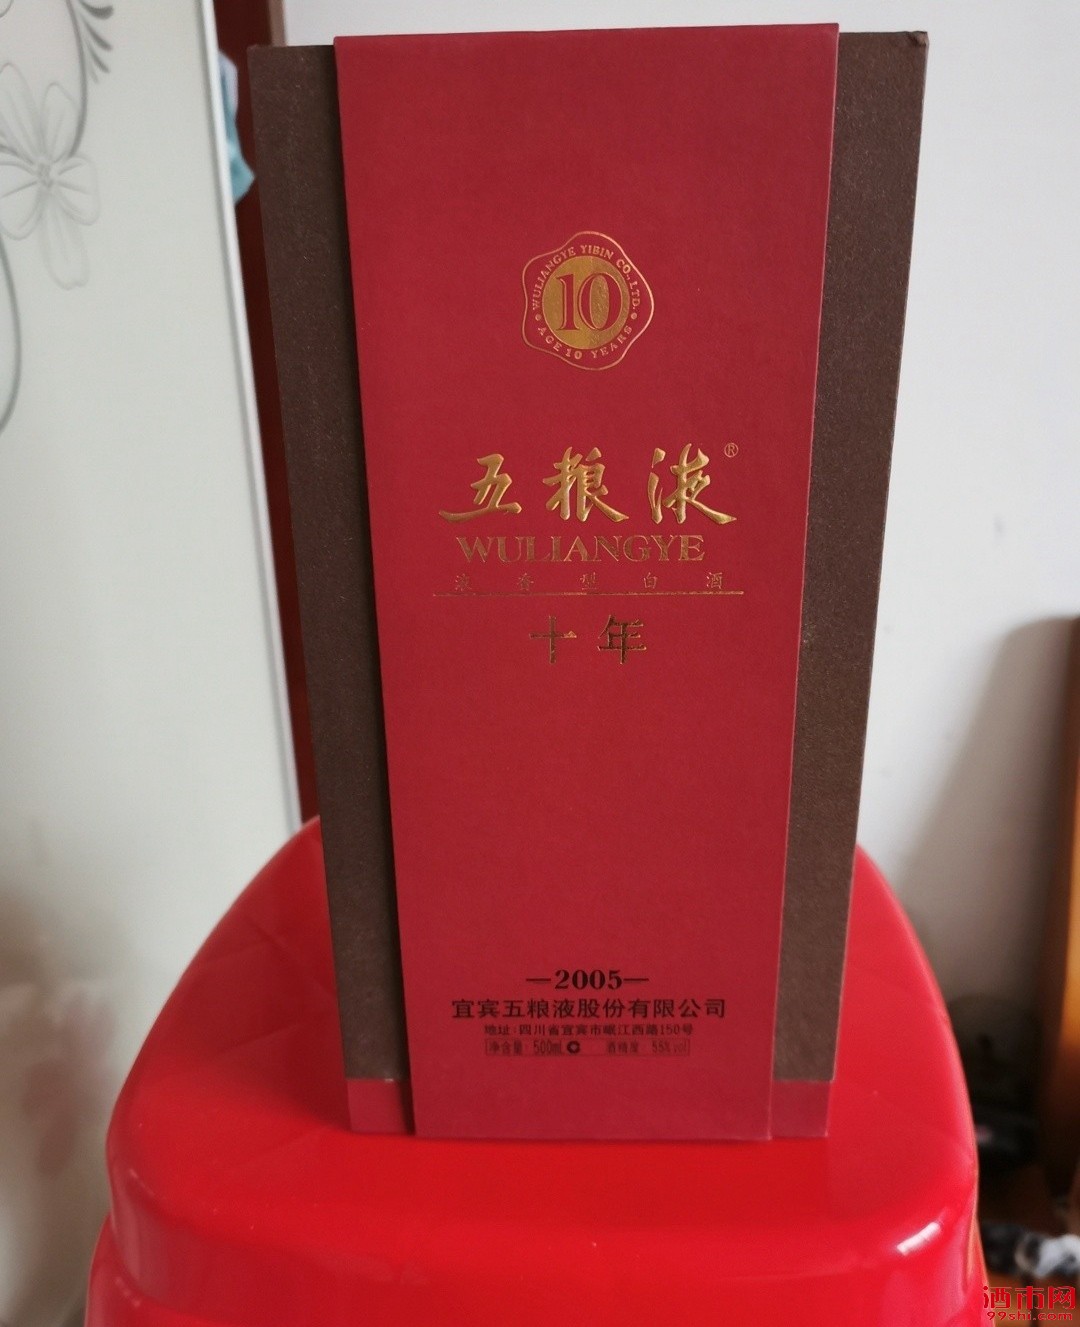 WULIANGYE YIBIN CO., LTD.
10
AGE 10 YEARS
五粮液®
WULIANGYE
浓香型白酒
十年
—2005—
宜宾五粮液股份有限公司
地址:四川省宜宾市岷江西路150号
净含量: 500mL C 酒精度: 55%
酒市网
99shi.com